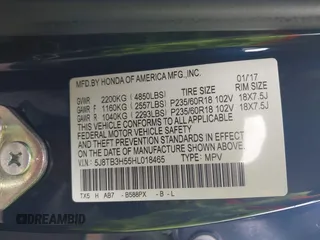 MFD.BY HONDA OF AMERICA MFG.,INC.
01/17
GVWR 2200KG (4850LBS) TIRE SIZE RIM SIZE
GAWR F 1160KG (2557LBS) P235/60R18 102V 18X7.5J
GAWR R 1040KG (2293LBS) P235/60R18 102V 18X7.5J
THIS VEHICLE CONFORMS TO ALL APPLICABLE
FEDERAL MOTOR VEHICLE SAFETY, BUMPER,
AND THEFT PREVENTION STANDARDS IN EFFECT ON
THE DATE OF MANUFACTURE SHOWN ABOVE.
V.I.N.: 5J8TB3H55HL018465 TYPE: MPV
TX5 H AB7 -B588PX -B -L
DREAMBID